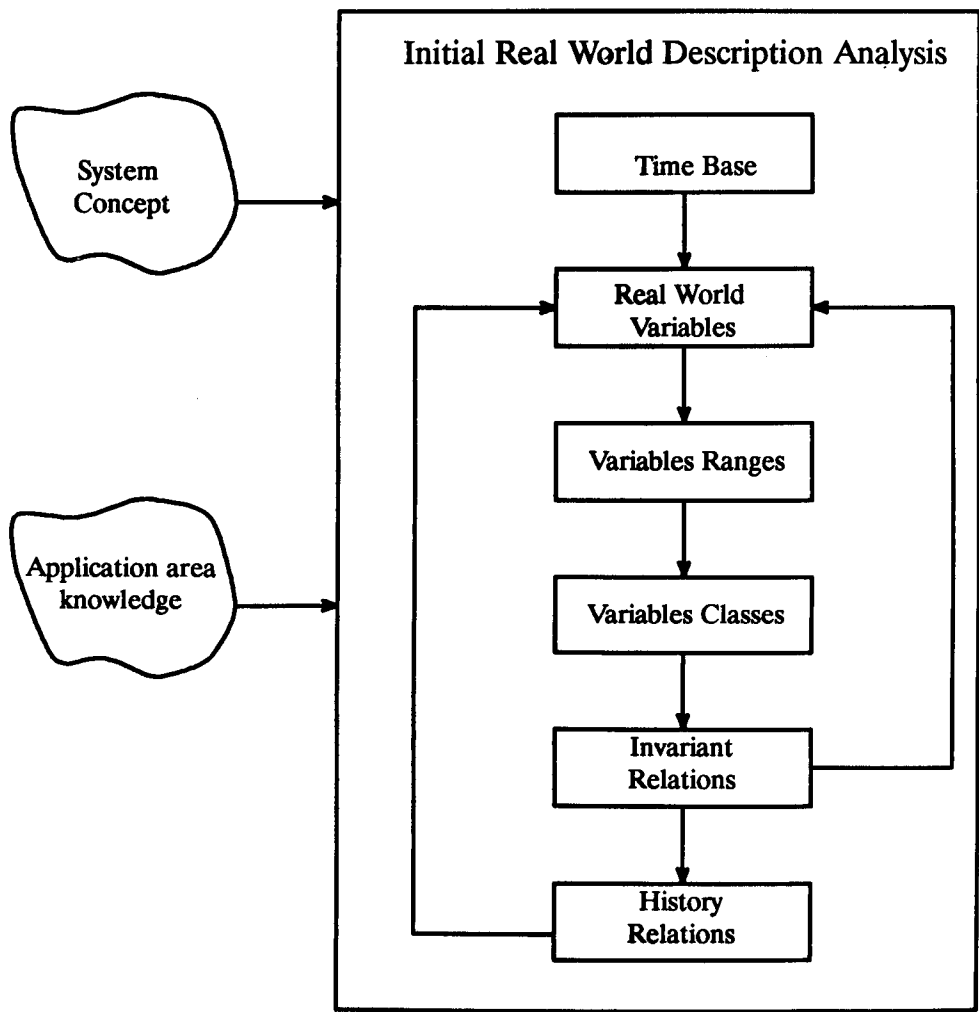 Initial Real World Description Analysis
System
Concept
Time Base
Real World
Variables
Variables Ranges
Application area
knowledge
Variables Classes
Invariant
Relations
History
Relations